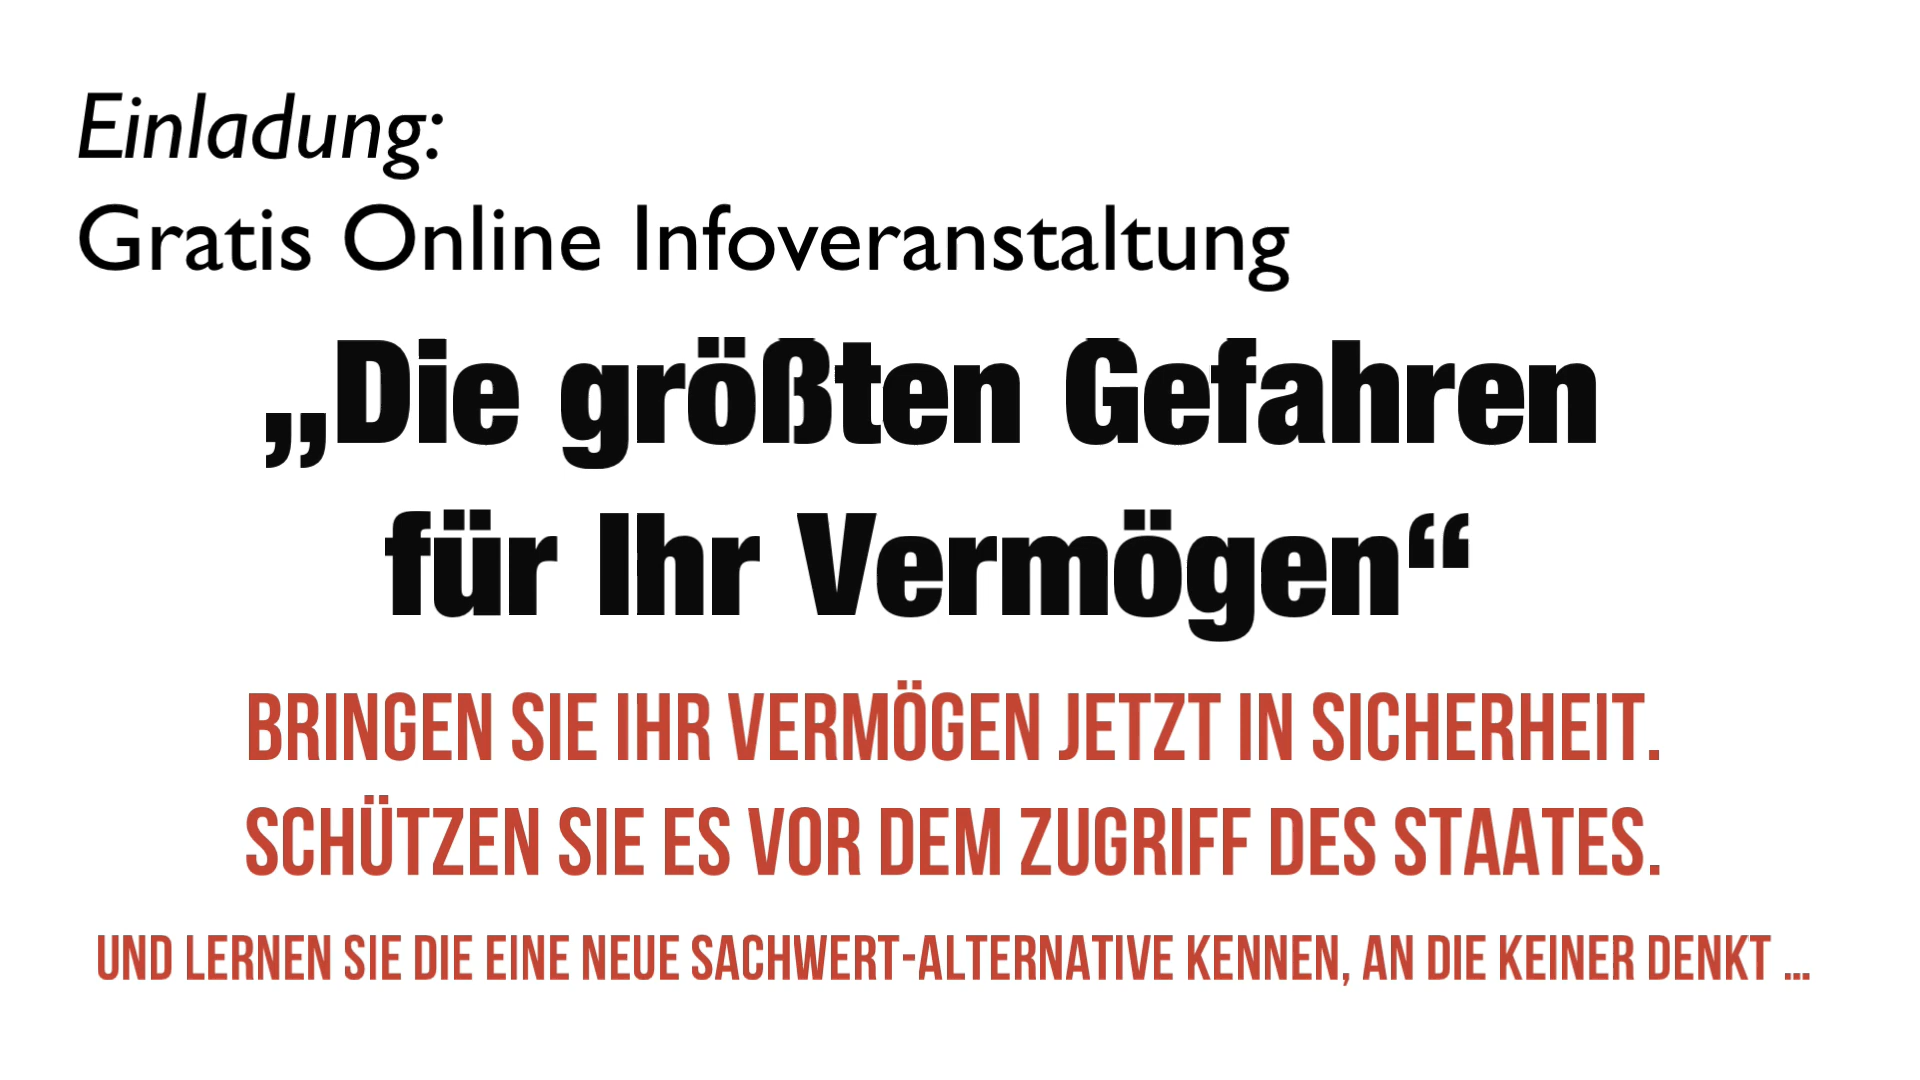 Einladung:
Gratis Online Infoveranstaltung
„Die größten Gefahren
für Ihr Vermögen“
BRINGEN SIE IHR VERMÖGEN JETZT IN SICHERHEIT.
SCHÜTZEN SIE ES VOR DEM ZUGRIFF DES STAATES.
UND LERNEN SIE DIE EINE NEUE SACHWERT-ALTERNATIVE KENNEN, AN DIE KEINER DENKT ...